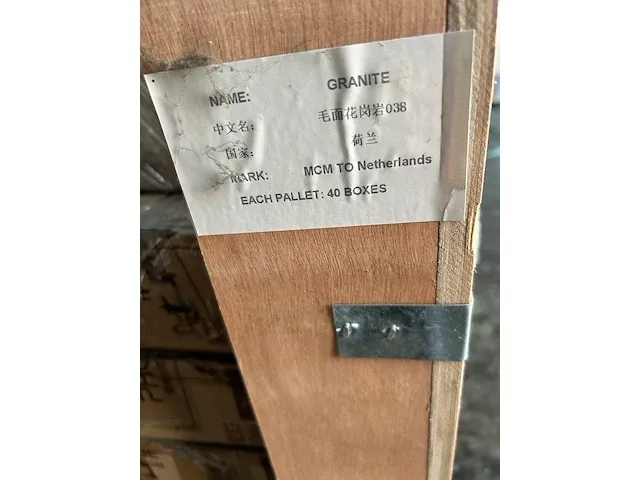 NAME: GRANITE
中文名: 毛面花岗岩038
国家: 荷兰
MARK: MCM TO Netherlands
EACH PALLET: 40 BOXES